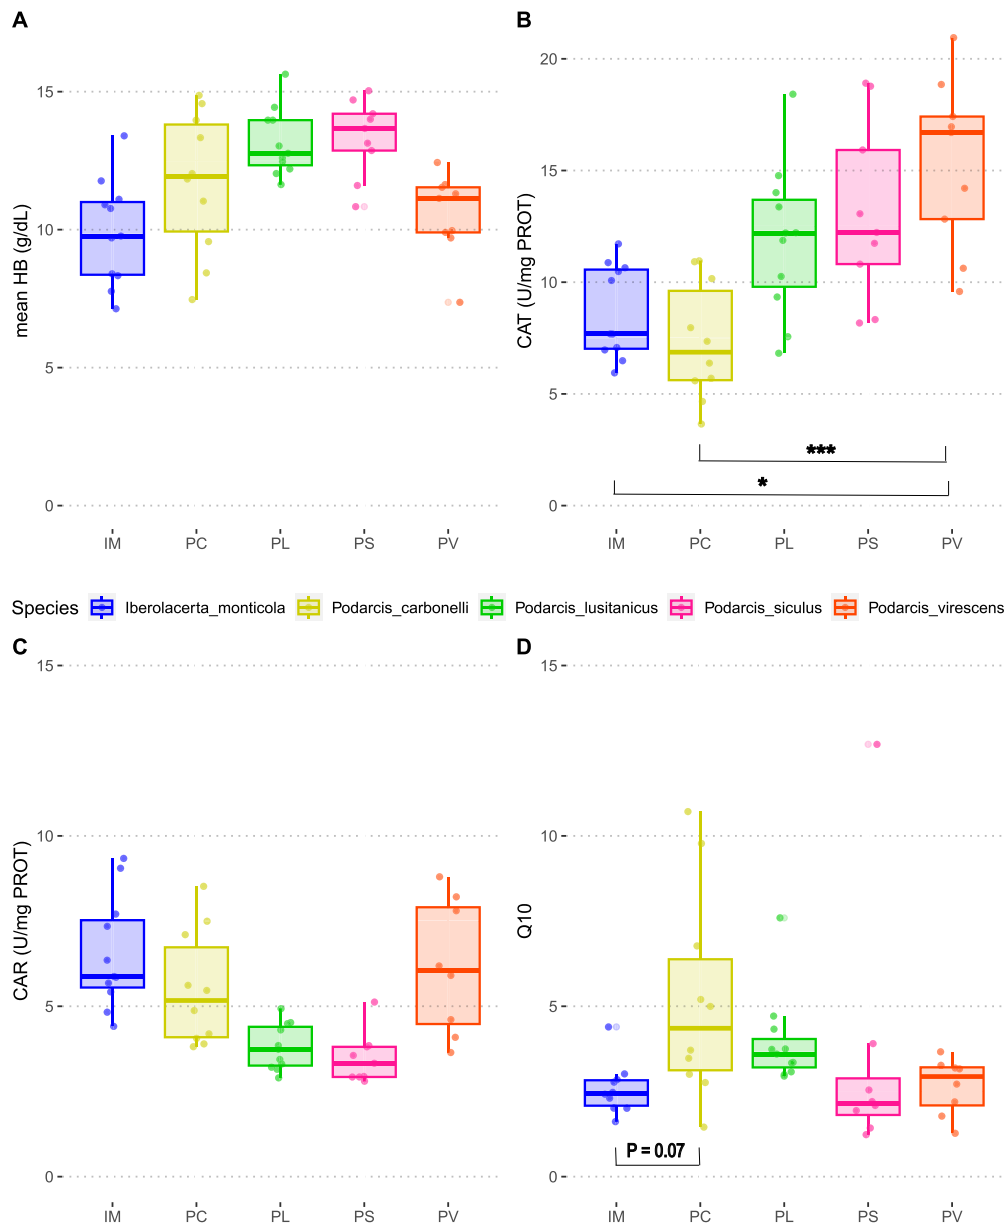 A
mean HB (g/dL)
15
10
5
0
IM PC PL PS PV
B
CAT (U/mg PROT)
20
15
10
5
0
***
*
IM PC PL PS PV
Species Iberolacerta_monticola Podarcis_carbonelli Podarcis_lusitanicus Podarcis_siculus Podarcis_virescens
C
CAR (U/mg PROT)
15
10
5
0
IM PC PL PS PV
D
Q10
15
10
5
0
P = 0.07
IM PC PL PS PV